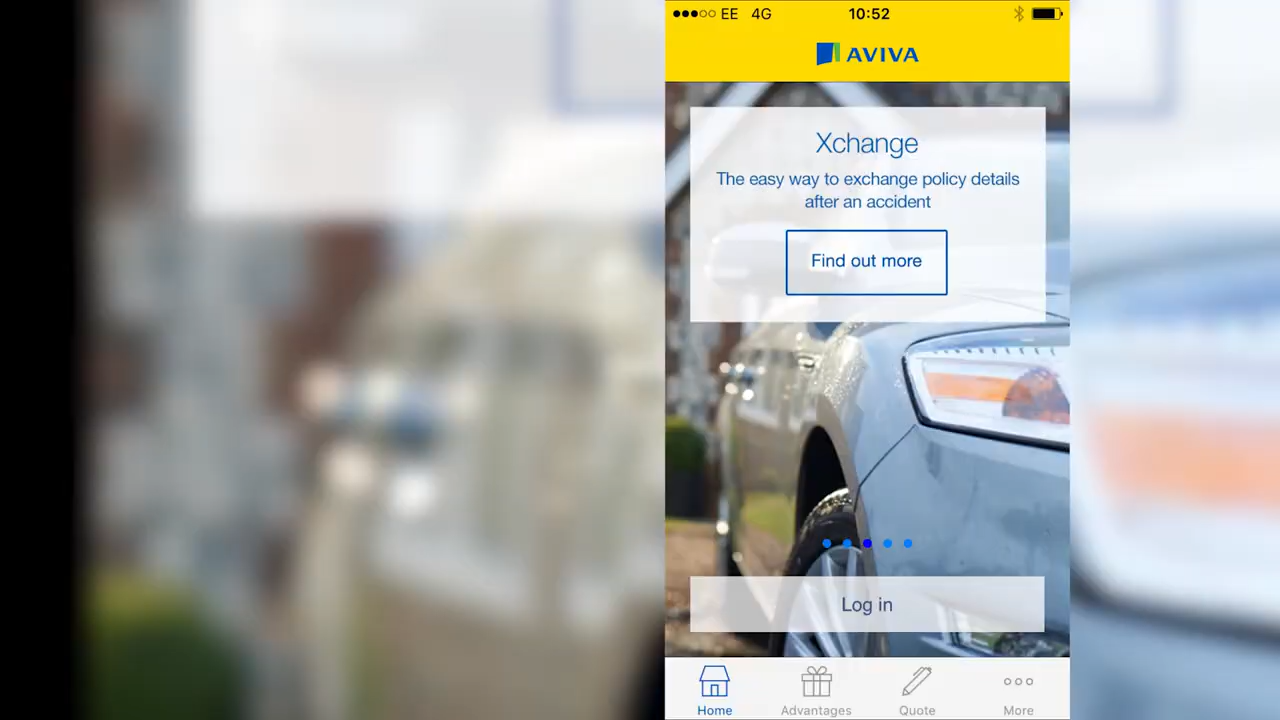 EE 4G 10:52
AVIVA
Xchange
The easy way to exchange policy details
after an accident
Find out more
Log in
Home Advantages Quote More